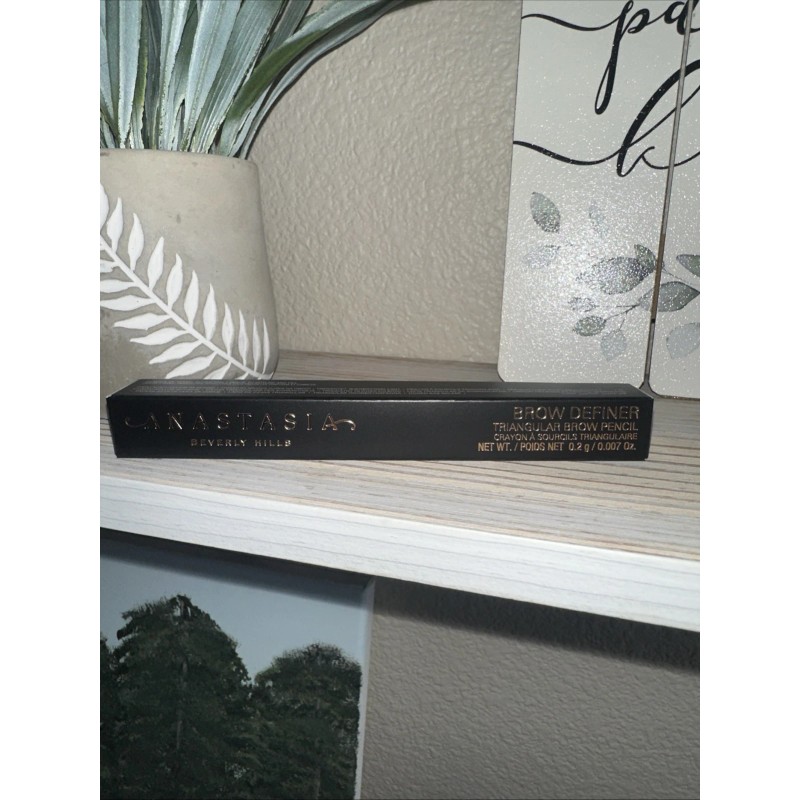 pa
k
ANASTASIA
BEVERLY HILLS
BROW DEFINER
TRIANGULAR BROW PENCIL
CRAYON À SOURCILS TRIANGULAIRE
NET WT. / POIDS NET 0.2 g / 0.007 Oz.